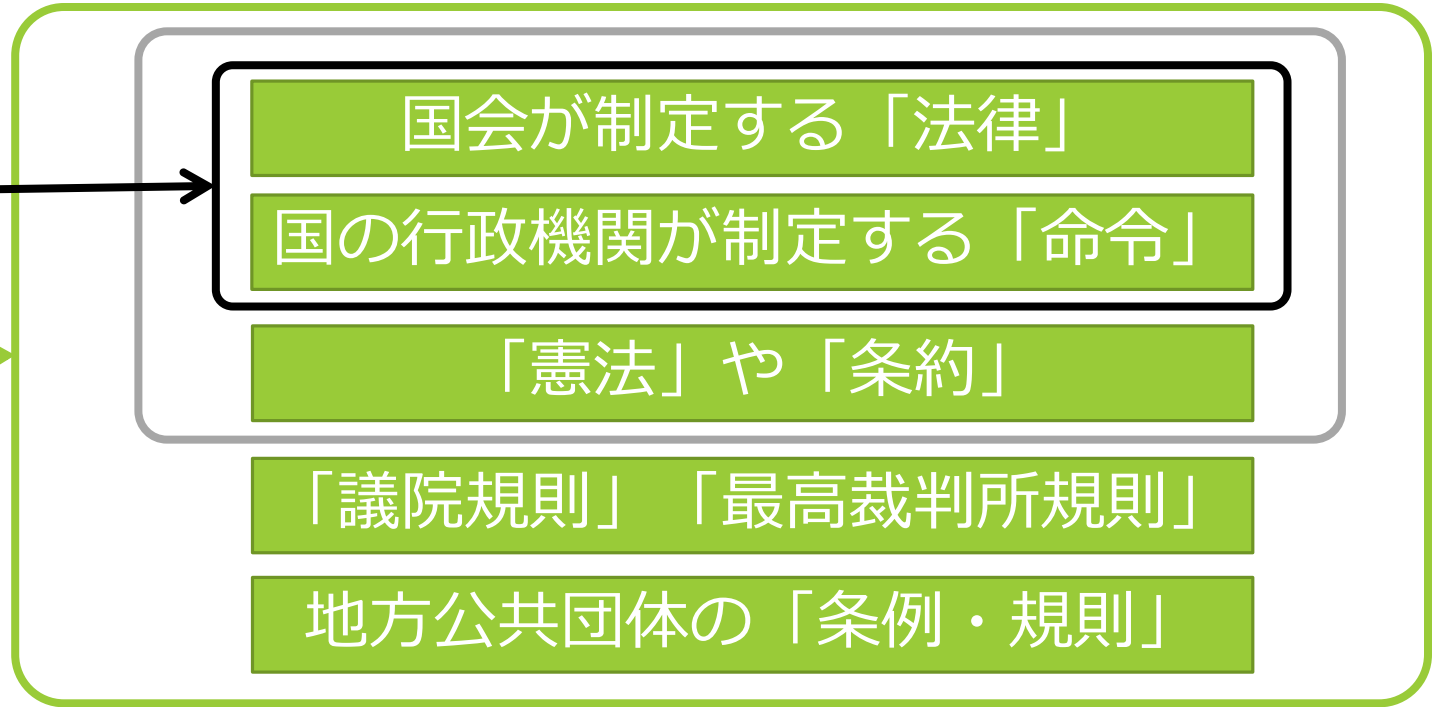 国会が制定する「法律」
国の行政機関が制定する「命令」
「憲法」や「条約」
「議院規則」「最高裁判所規則」
地方公共団体の「条例・規則」